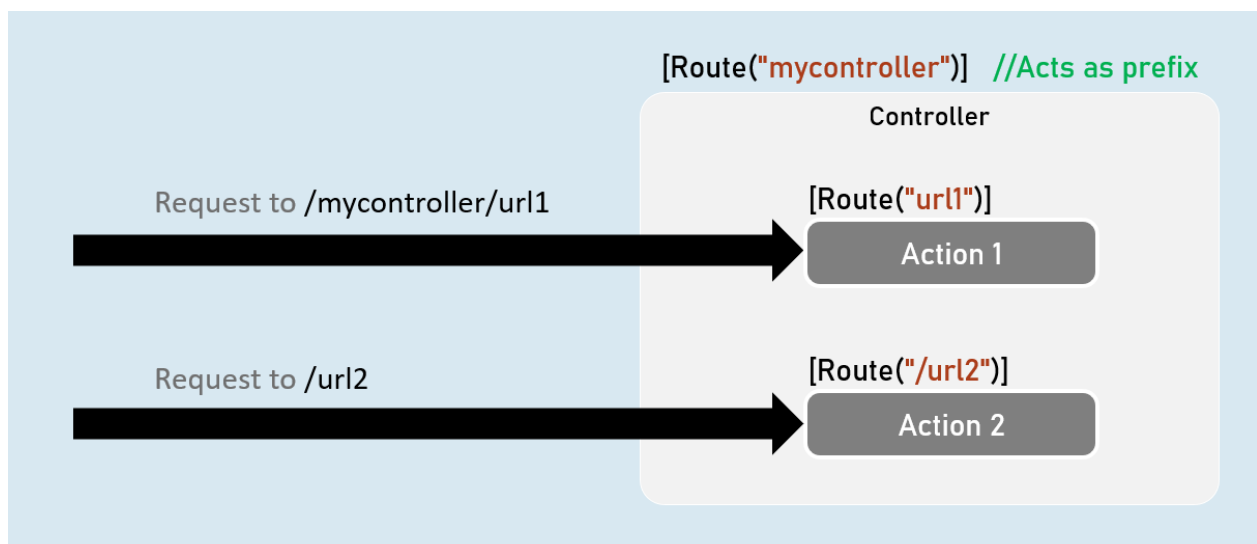 [Route("mycontroller")] //Acts as prefix
Controller
Request to /mycontroller/url1
[Route("url1")]
Action 1
Request to /url2
[Route("/url2")]
Action 2